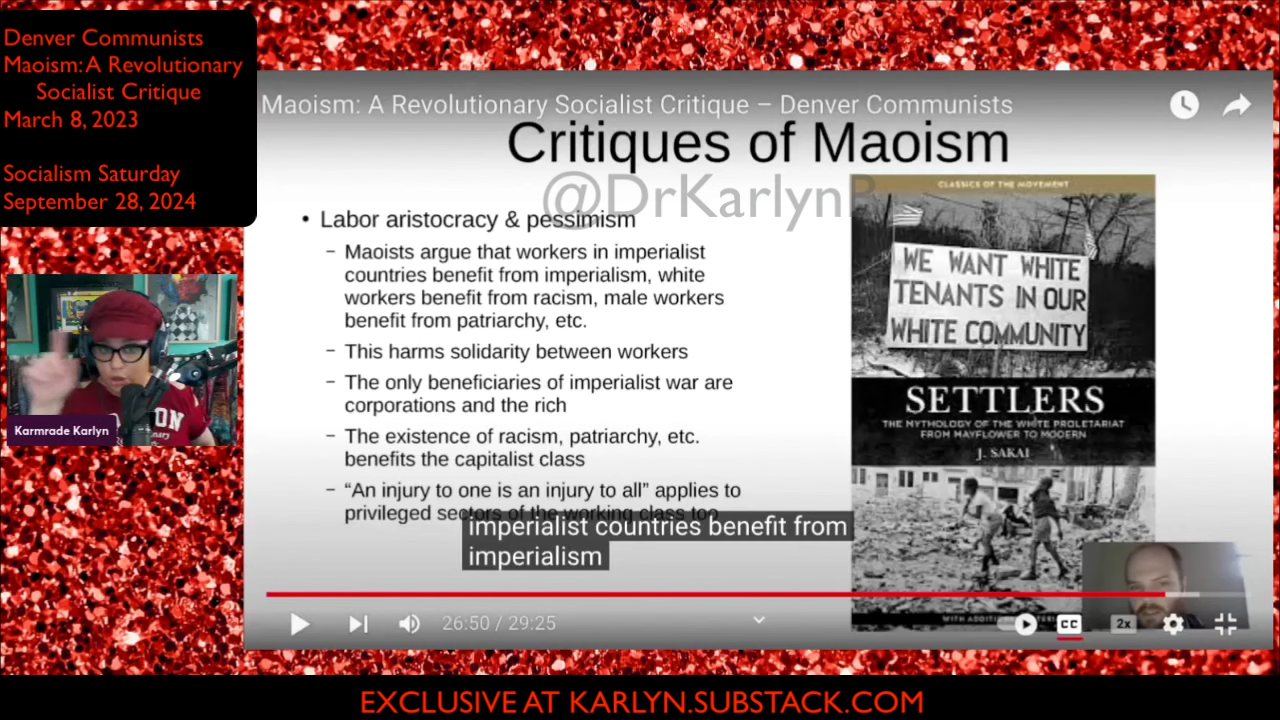 Denver Communists
Maoism: A Revolutionary
Socialist Critique
March 8, 2023
Socialism Saturday
September 28, 2024
Maoism: A Revolutionary Socialist Critique – Denver Communists
Critiques of Maoism
@DrKarlynB
• Labor aristocracy & pessimism
– Maoists argue that workers in imperialist
countries benefit from imperialism, white
workers benefit from racism, male workers
benefit from patriarchy, etc.
– This harms solidarity between workers
– The only beneficiaries of imperialist war are
corporations and the rich
– The existence of racism, patriarchy, etc.
benefits the capitalist class
– “An injury to one is an injury to all” applies to
privileged sectors of the working class too
imperialist countries benefit from
imperialism
CLASSICS OF THE MOVEMENT
WE WANT WHITE
TENANTS IN OUR
WHITE COMMUNITY
SETTLERS
THE MYTHOLOGY OF THE WHITE PROLETARIAT
FROM MAYFLOWER TO MODERN
J. SAKAI
WITH
Karmrade Karlyn
ON
26:50 / 29:25
CC
2x
EXCLUSIVE AT KARLYN.SUBSTACK.COM